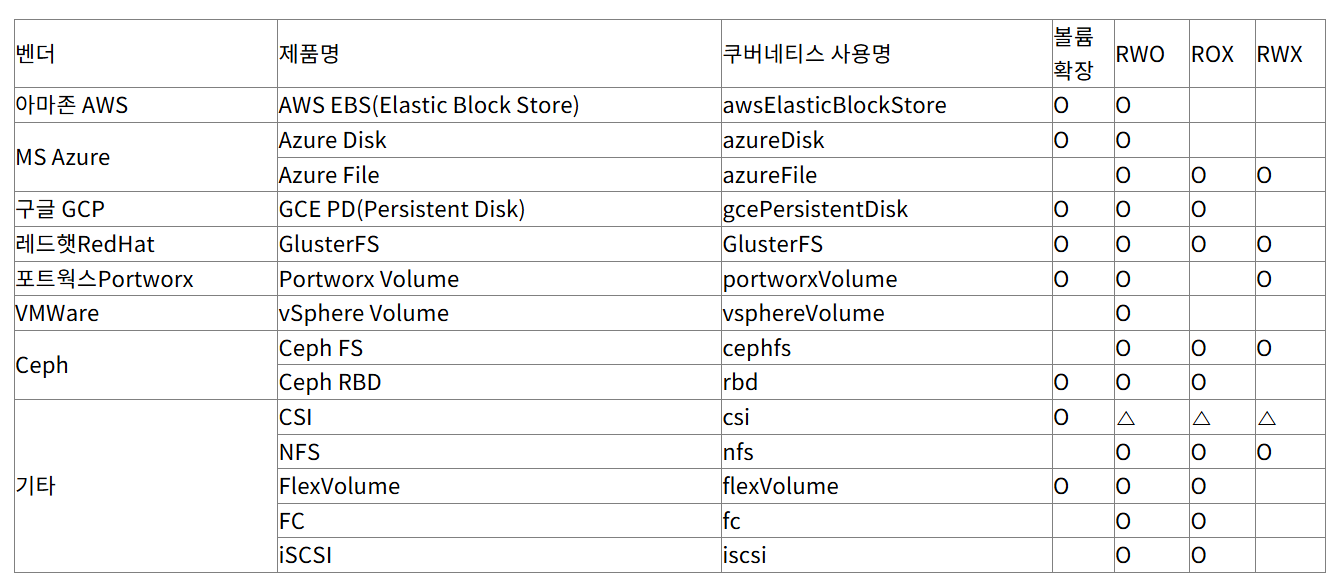 벤더 제품명 쿠버네티스 사용명 볼륨 확장 RWO ROX RWX
아마존 AWS AWS EBS(Elastic Block Store) awsElasticBlockStore O O
MS Azure Azure Disk azureDisk O O
Azure File azureFile O O O
구글 GCP GCE PD(Persistent Disk) gcePersistentDisk O O O
레드햇RedHat GlusterFS GlusterFS O O O O
포트웍스Portworx Portworx Volume portworxVolume O O O
VMWare vSphere Volume vsphereVolume O
Ceph Ceph FS cephfs O O O
Ceph RBD rbd O O O
기타 CSI csi O △ △ △
NFS nfs O O O
FlexVolume flexVolume O O O
FC fc O O
iSCSI iscsi O O